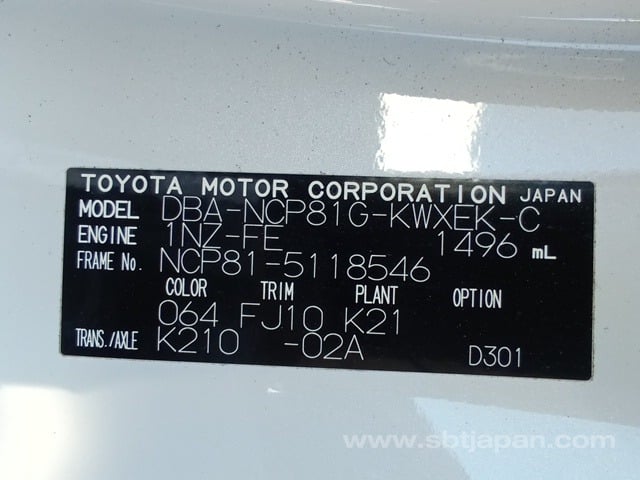 TOYOTA MOTOR CORPORATION JAPAN
MODEL DBA-NCP81G-KWXEK-C
ENGINE 1NZ-FE 1496 mL
FRAME No. NCP81-5118546
COLOR TRIM PLANT OPTION
064 FJ10 K21
TRANS./AXLE K210 -02A D301
www.sbtjapan.com